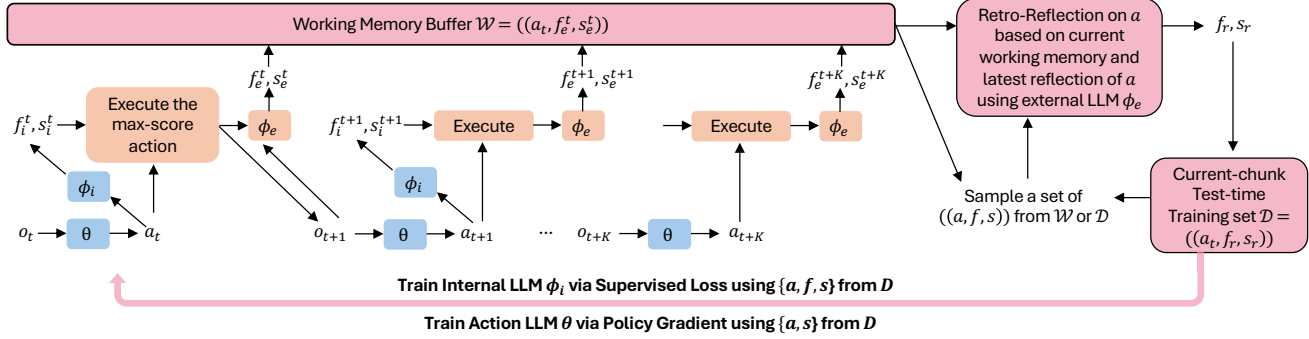 Working Memory Buffer 𝒲 = ((a_t, f_e^t, s_e^t))
Retro-Reflection on a
based on current
working memory and
latest reflection of a
using external LLM ϕ_e
f_r, s_r
f_e^t, s_e^t
f_e^{t+1}, s_e^{t+1}
f_e^{t+K}, s_e^{t+K}
f_i^t, s_i^t
Execute the
max-score
action
ϕ_e
f_i^{t+1}, s_i^{t+1}
Execute
ϕ_e
Execute
ϕ_e
ϕ_i
ϕ_i
Sample a set of
((a, f, s)) from 𝒲 or 𝒟
Current-chunk
Test-time
Training set 𝒟 =
((a_t, f_r, s_r))
o_t
θ
a_t
o_{t+1}
θ
a_{t+1}
...
o_{t+K}
θ
a_{t+K}
Train Internal LLM ϕ_i via Supervised Loss using {a, f, s} from D
Train Action LLM θ via Policy Gradient using {a, s} from D